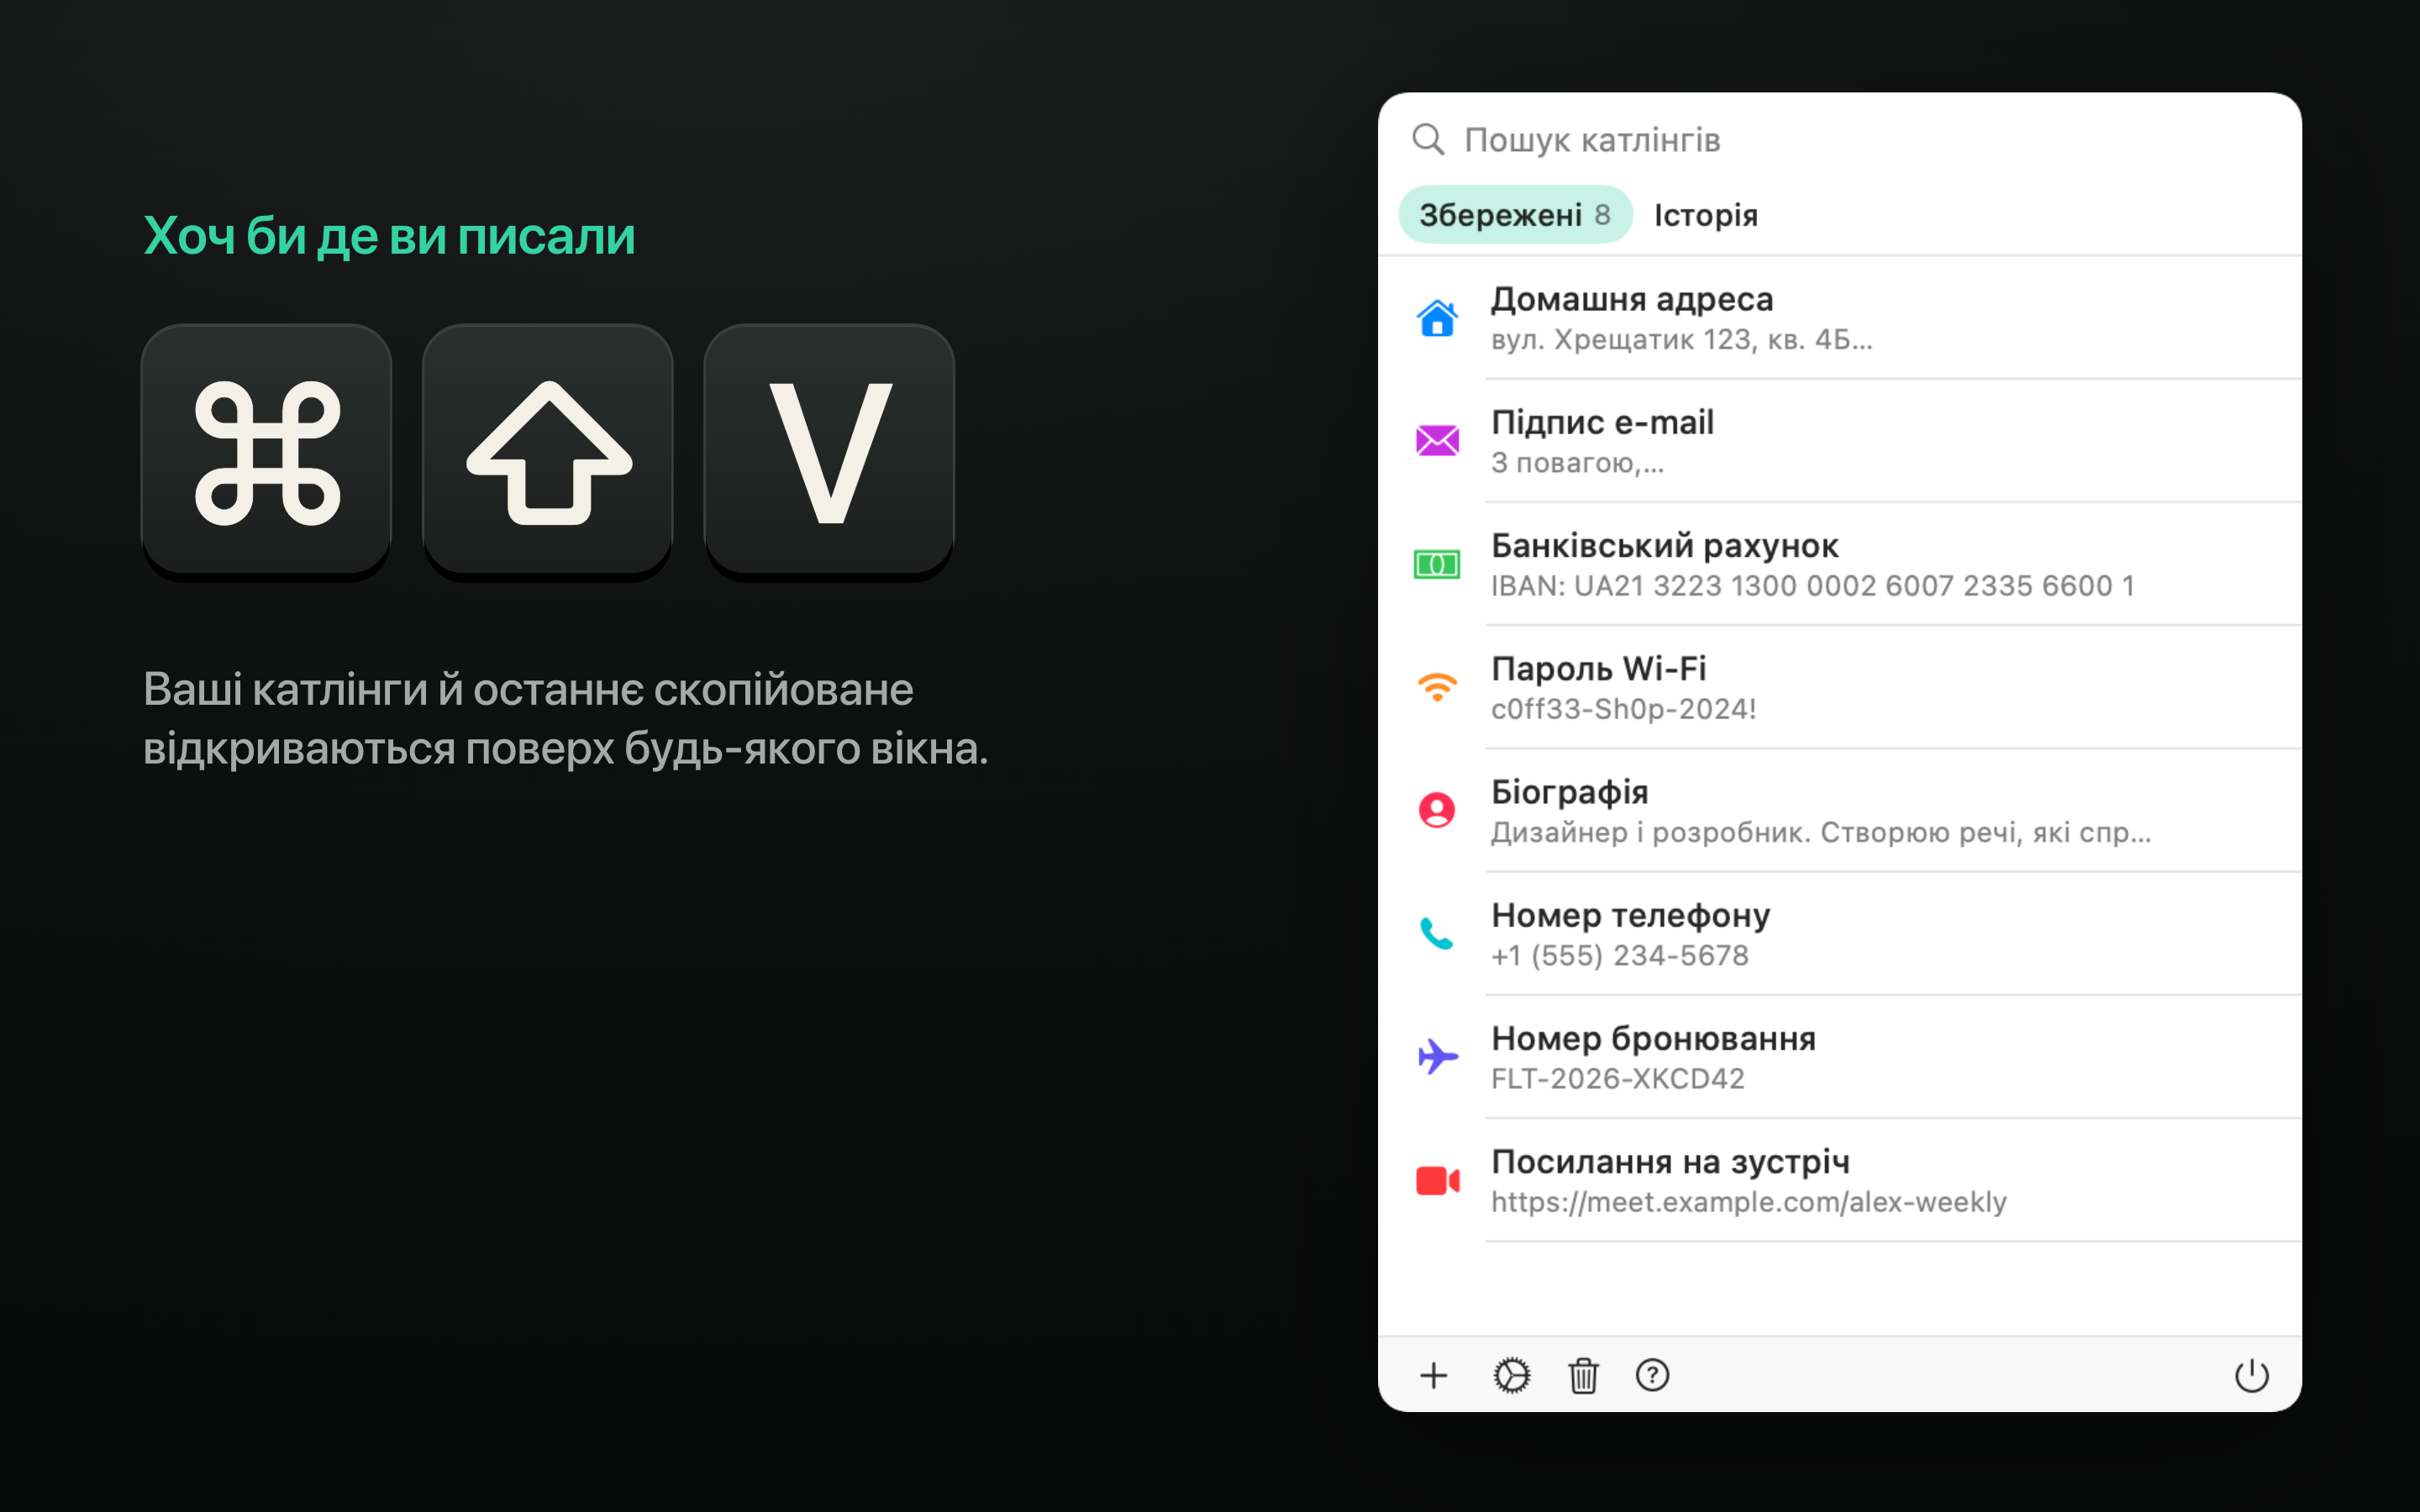 Хоч би де ви писали
⌘ ⇧ V
Ваші катлінги й останнє скопійоване
відкриваються поверх будь-якого вікна.
Пошук катлінгів
Збережені 8 Історія
Домашня адреса
вул. Хрещатик 123, кв. 4Б...
Підпис e-mail
З повагою,...
Банківський рахунок
IBAN: UA21 3223 1300 0002 6007 2335 6600 1
Пароль Wi-Fi
c0ff33-Sh0p-2024!
Біографія
Дизайнер і розробник. Створюю речі, які спр...
Номер телефону
+1 (555) 234-5678
Номер бронювання
FLT-2026-XKCD42
Посилання на зустріч
https://meet.example.com/alex-weekly